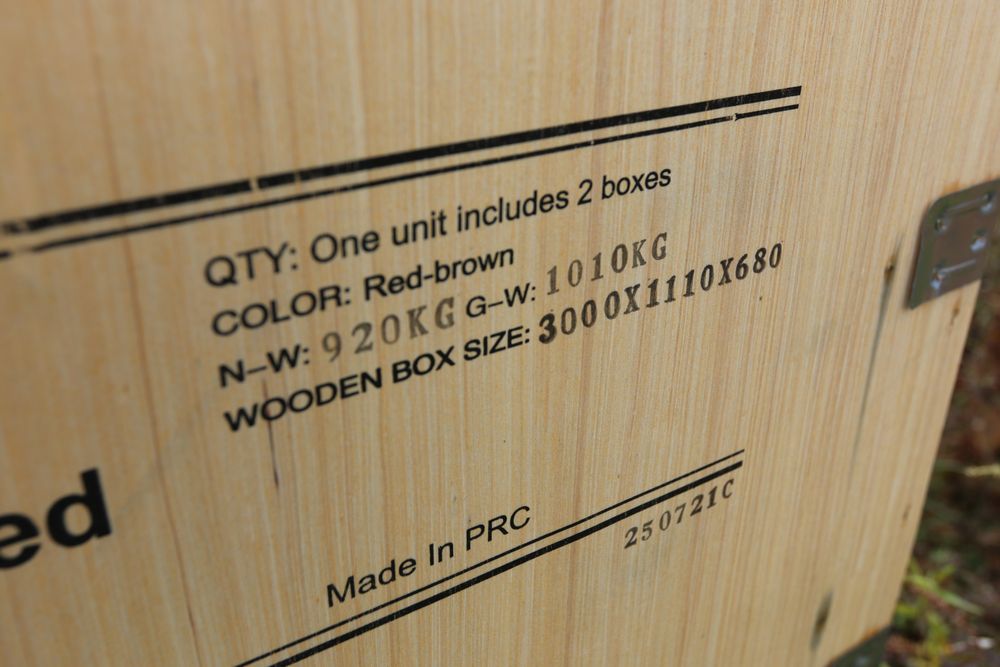 QTY: One unit includes 2 boxes
COLOR: Red-brown
N-W: 920KG G-W: 1010KG
WOODEN BOX SIZE: 3000X1110X680
ed
Made In PRC
250721C